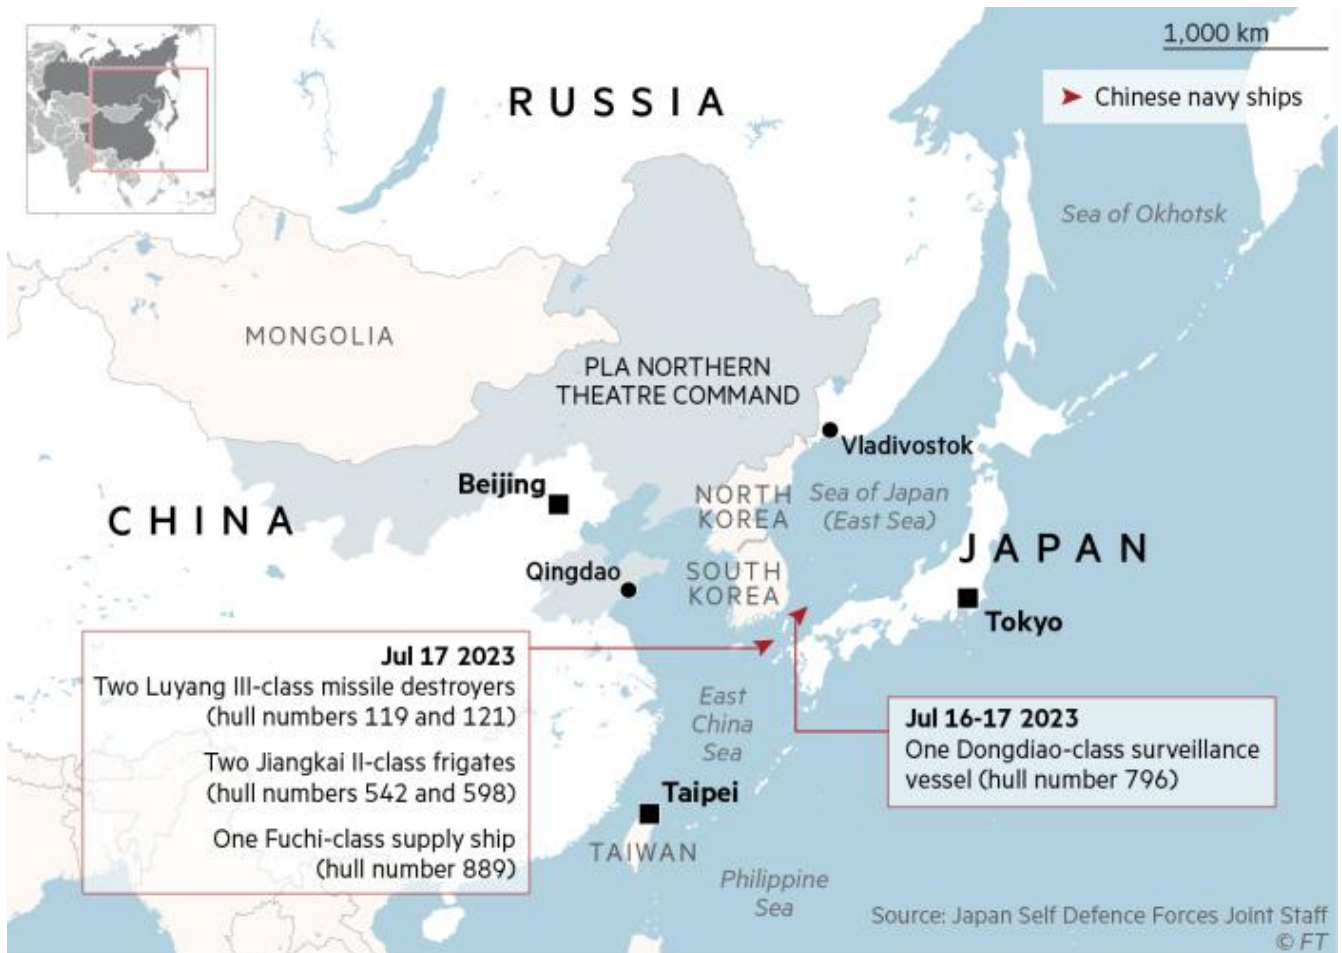 1,000 km
Chinese navy ships
RUSSIA
Sea of Okhotsk
MONGOLIA
PLA NORTHERN
THEATRE COMMAND
Vladivostok
Beijing
NORTH
KOREA
Sea of Japan
(East Sea)
CHINA
JAPAN
Qingdao
SOUTH
KOREA
Tokyo
Jul 17 2023
Two Luyang III-class missile destroyers
(hull numbers 119 and 121)
Two Jiangkai II-class frigates
(hull numbers 542 and 598)
One Fuchi-class supply ship
(hull number 889)
East
China
Sea
Jul 16-17 2023
One Dongdiao-class surveillance
vessel (hull number 796)
Taipei
TAIWAN
Philippine
Sea
Source: Japan Self Defence Forces Joint Staff
© FT